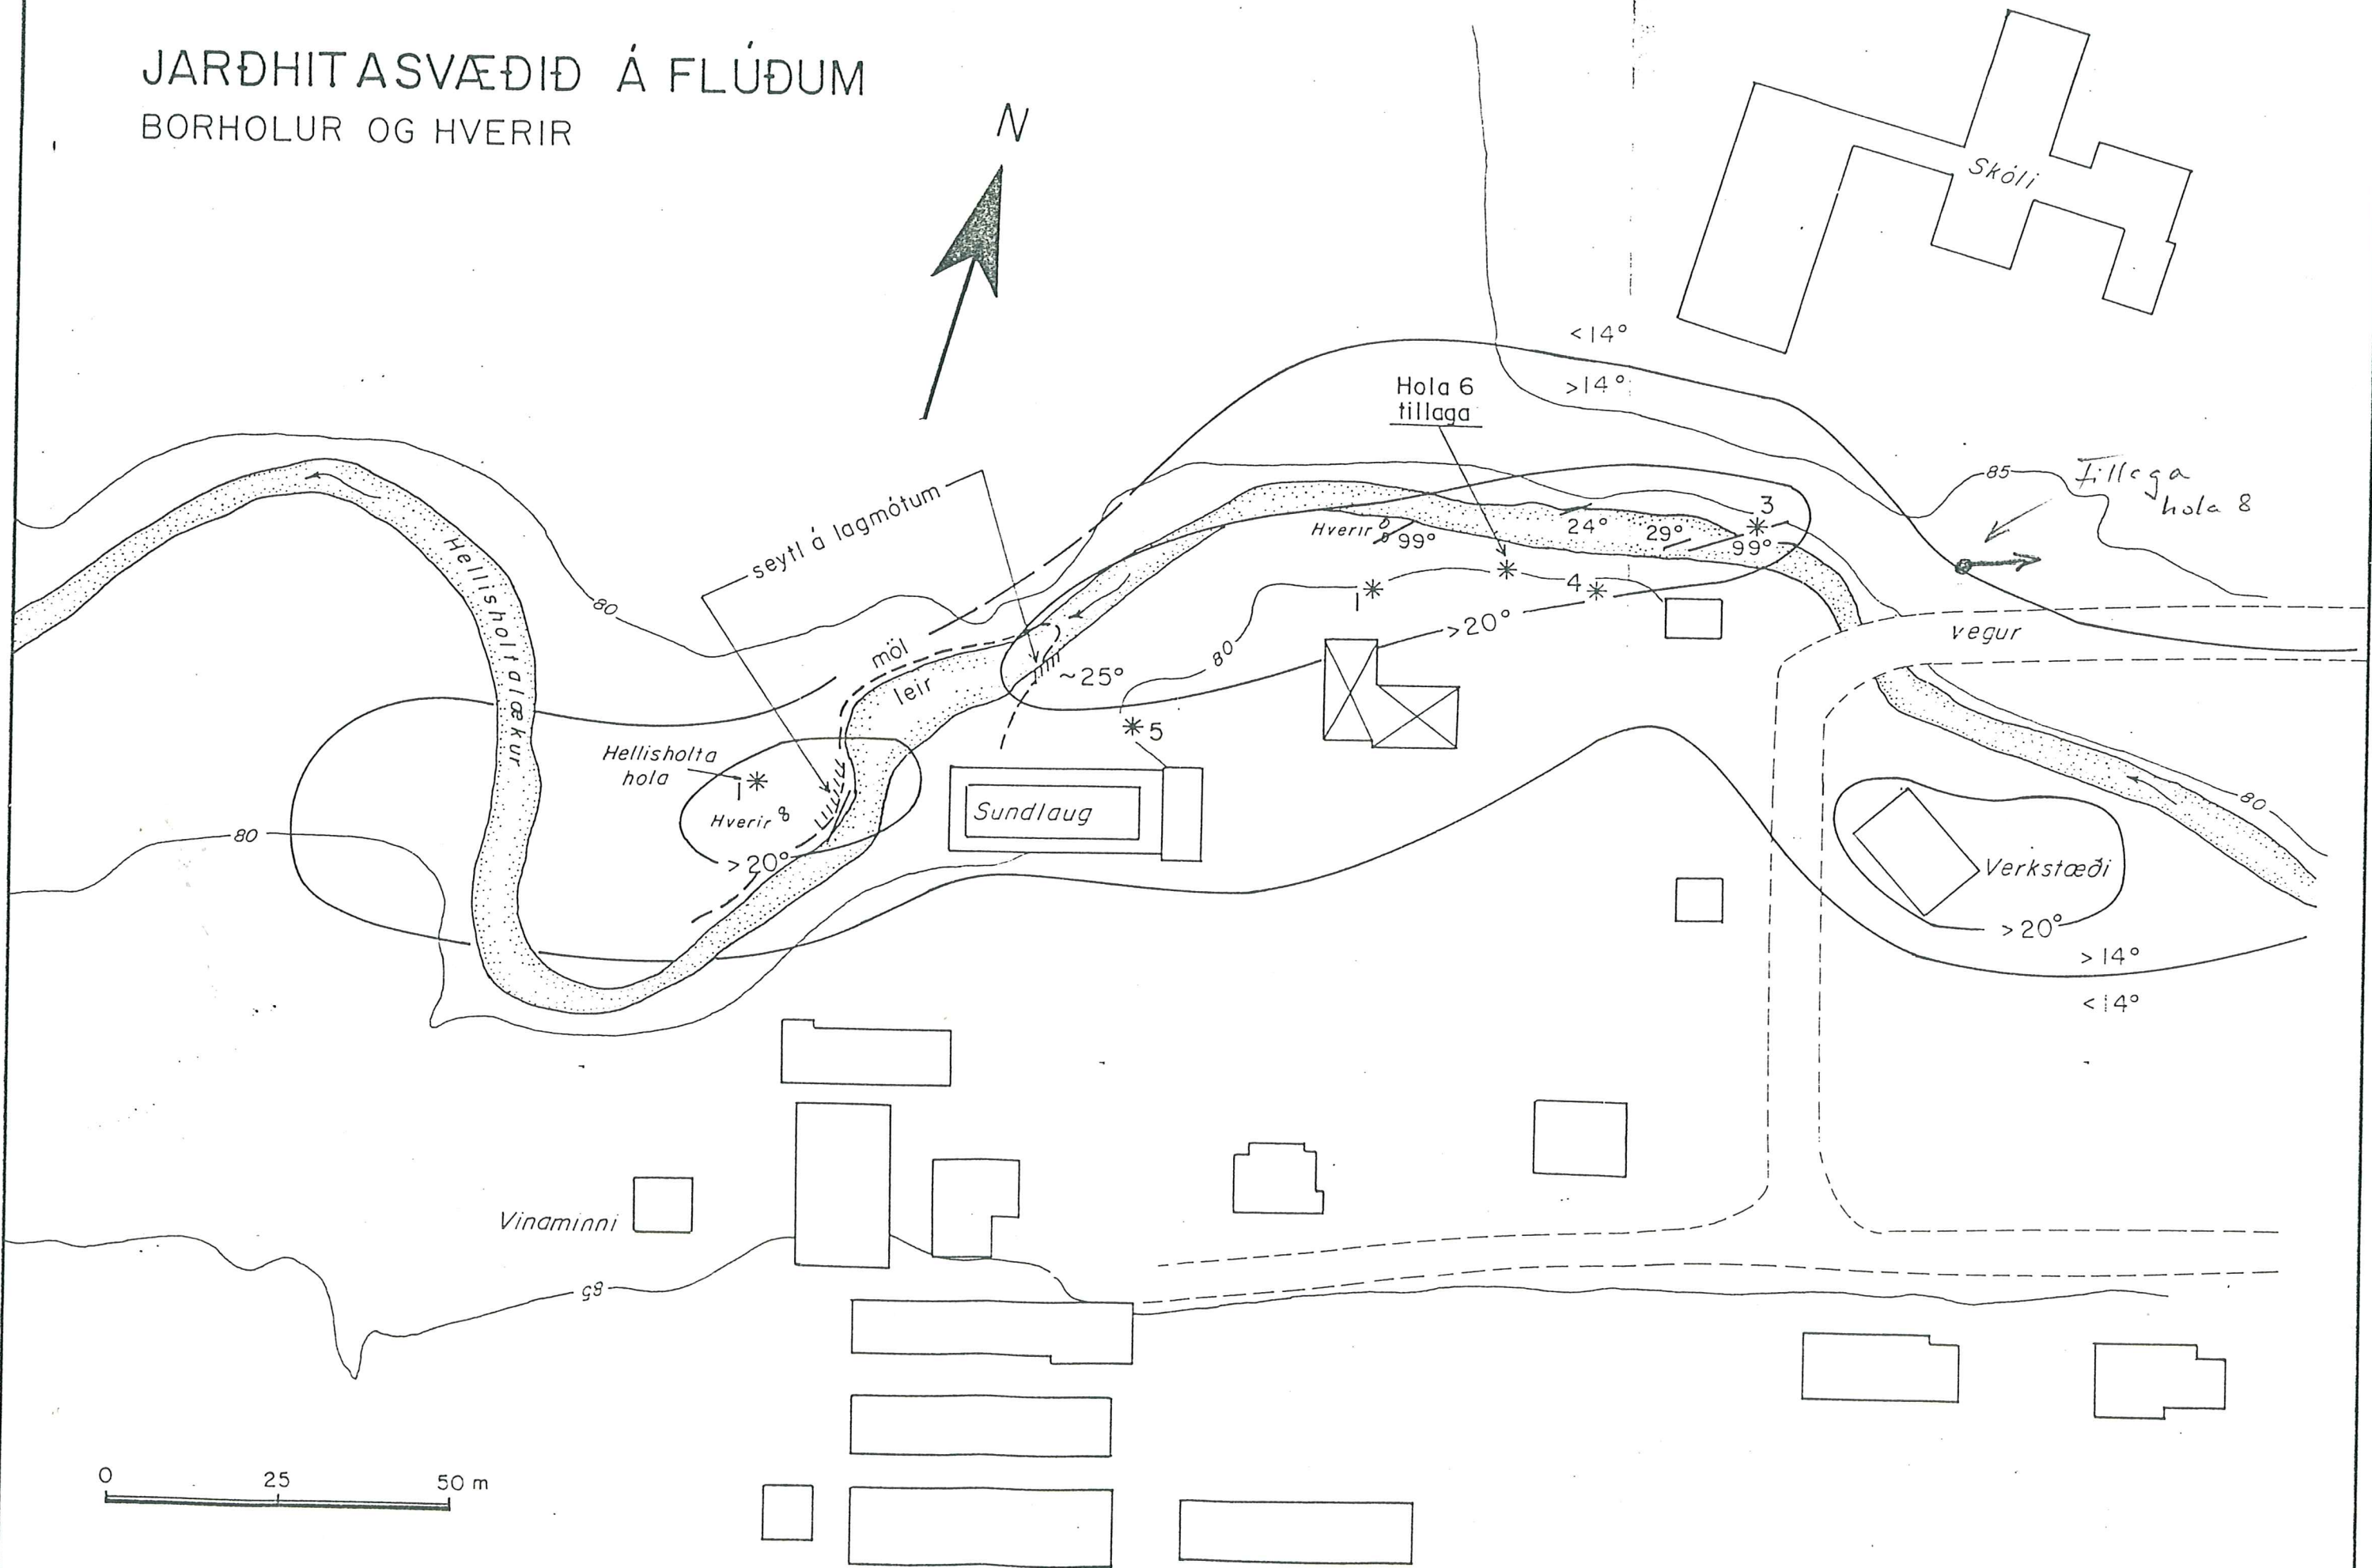 JARÐHITASVÆÐIÐ Á FLÚÐUM
BORHOLUR OG HVERIR
N
Skóli
<14°
>14°
Hola 6
tillaga
85
Tillaga
hola 8
3
24°
29°
99°
Hverir
99°
seytl á lagmótum
Hellisholtalækur
80
1
4
>20°
vegur
möl
leir
80
~25°
5
Hellisholta
hola
1
Hverir
>20°
80
Sundlaug
80
Verkstæði
>20°
>14°
<14°
Vinaminni
85
0 25 50 m